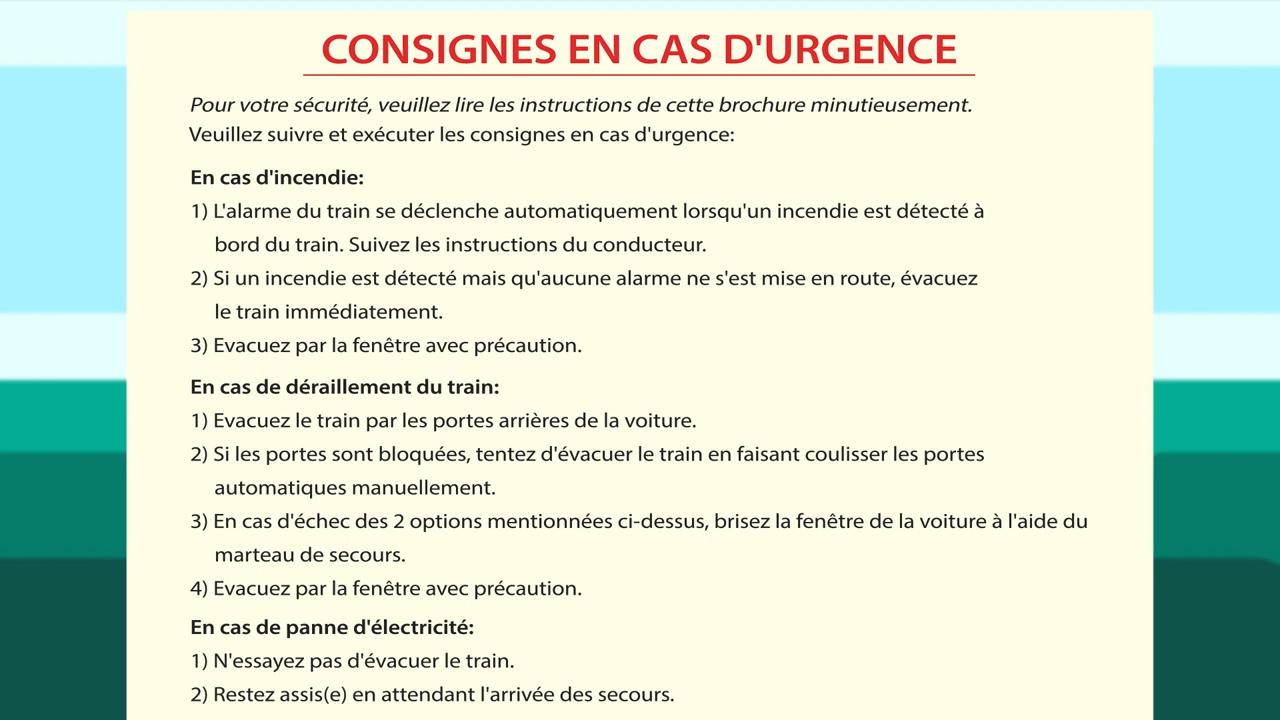 CONSIGNES EN CAS D'URGENCE
Pour votre sécurité, veuillez lire les instructions de cette brochure minutieusement.
Veuillez suivre et exécuter les consignes en cas d'urgence:
En cas d'incendie:
1) L'alarme du train se déclenche automatiquement lorsqu'un incendie est détecté à
bord du train. Suivez les instructions du conducteur.
2) Si un incendie est détecté mais qu'aucune alarme ne s'est mise en route, évacuez
le train immédiatement.
3) Evacuez par la fenêtre avec précaution.
En cas de déraillement du train:
1) Evacuez le train par les portes arrières de la voiture.
2) Si les portes sont bloquées, tentez d'évacuer le train en faisant coulisser les portes
automatiques manuellement.
3) En cas d'échec des 2 options mentionnées ci-dessus, brisez la fenêtre de la voiture à l'aide du
marteau de secours.
4) Evacuez par la fenêtre avec précaution.
En cas de panne d'électricité:
1) N'essayez pas d'évacuer le train.
2) Restez assis(e) en attendant l'arrivée des secours.